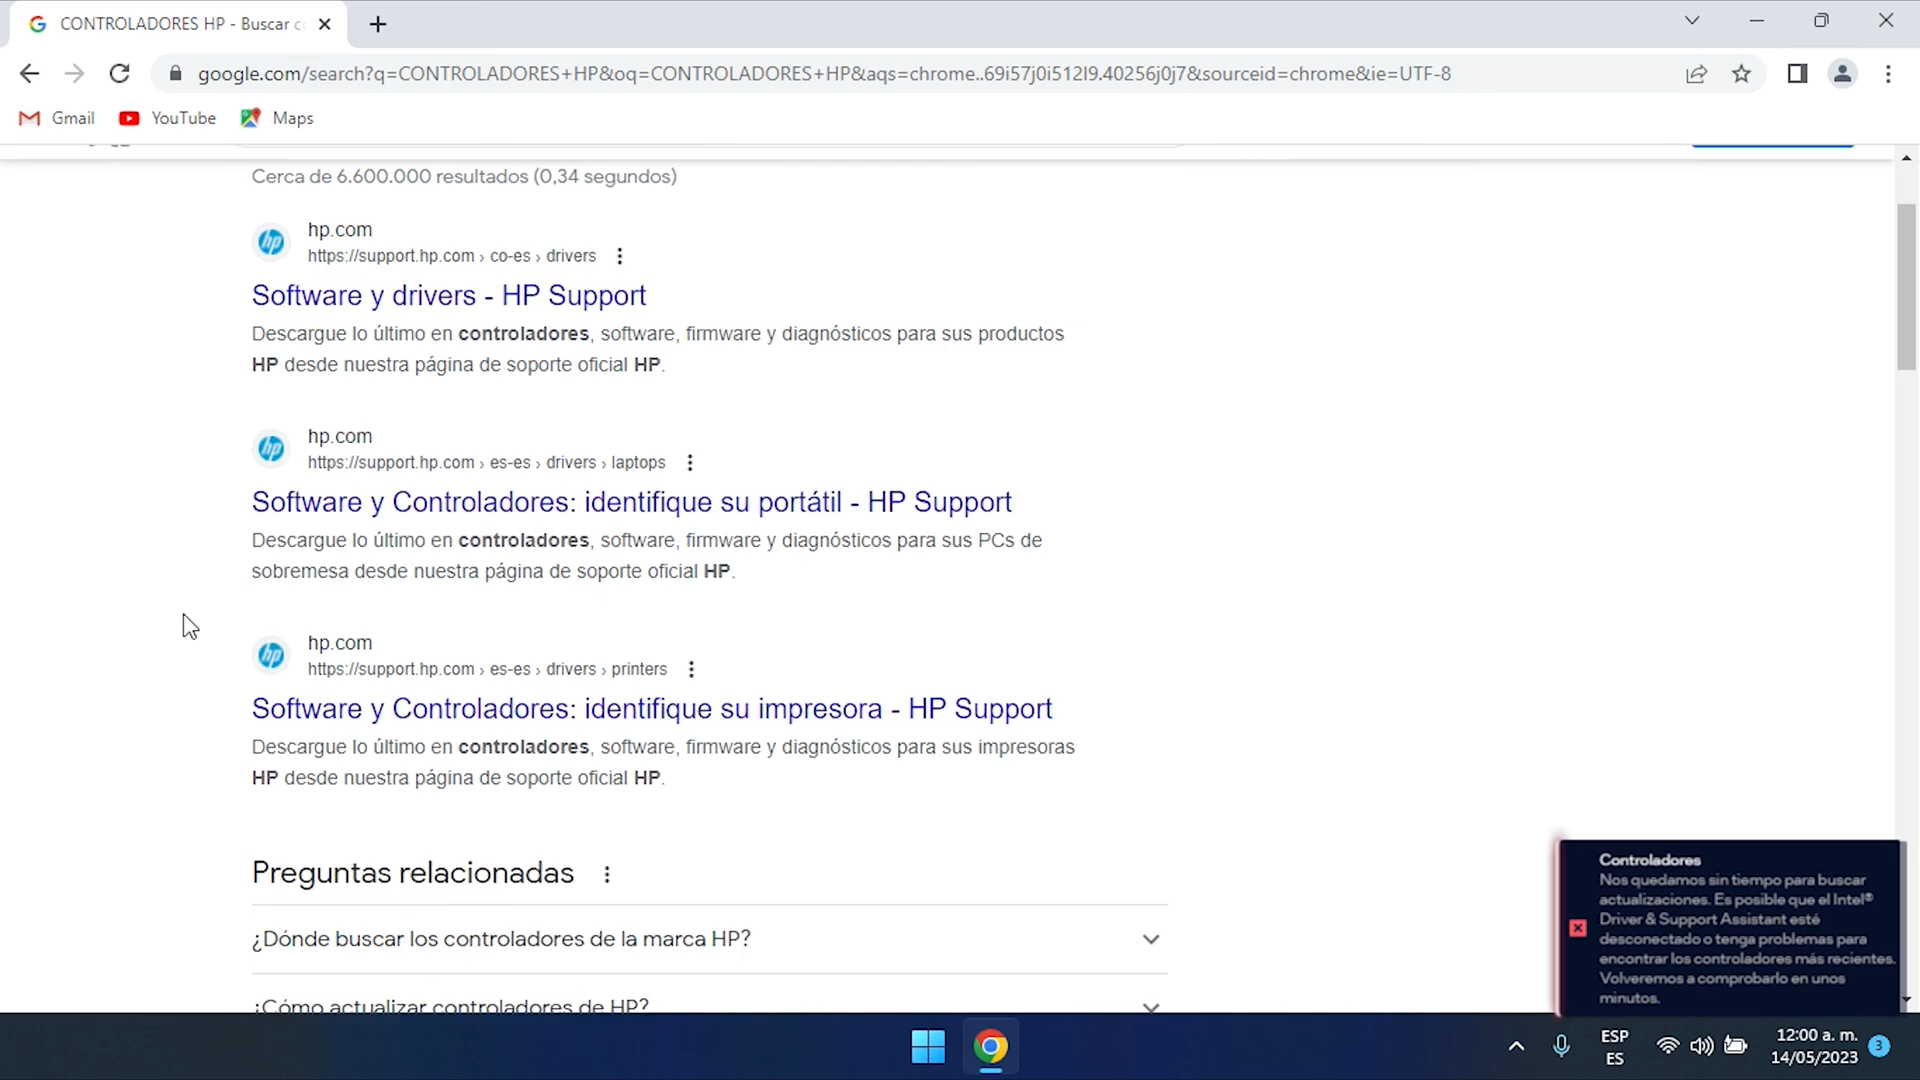 CONTROLADORES HP - Buscar c
google.com/search?q=CONTROLADORES+HP&oq=CONTROLADORES+HP&aqs=chrome..69i57j0i512l9.40256j0j7&sourceid=chrome&ie=UTF-8
Gmail
YouTube
Maps
Cerca de 6.600.000 resultados (0,34 segundos)
hp
hp.com
https://support.hp.com › co-es › drivers
Software y drivers - HP Support
Descargue lo último en controladores, software, firmware y diagnósticos para sus productos
HP desde nuestra página de soporte oficial HP.
hp
hp.com
https://support.hp.com › es-es › drivers › laptops
Software y Controladores: identifique su portátil - HP Support
Descargue lo último en controladores, software, firmware y diagnósticos para sus PCs de
sobremesa desde nuestra página de soporte oficial HP.
hp
hp.com
https://support.hp.com › es-es › drivers › printers
Software y Controladores: identifique su impresora - HP Support
Descargue lo último en controladores, software, firmware y diagnósticos para sus impresoras
HP desde nuestra página de soporte oficial HP.
Preguntas relacionadas
¿Dónde buscar los controladores de la marca HP?
¿Cómo actualizar controladores de HP?
Controladores
Nos quedamos sin tiempo para buscar
actualizaciones. Es posible que el Intel®
Driver & Support Assistant esté
desconectado o tenga problemas para
encontrar los controladores más recientes.
Volveremos a comprobarlo en unos
minutos.
ESP
ES
12:00 a. m.
14/05/2023
3